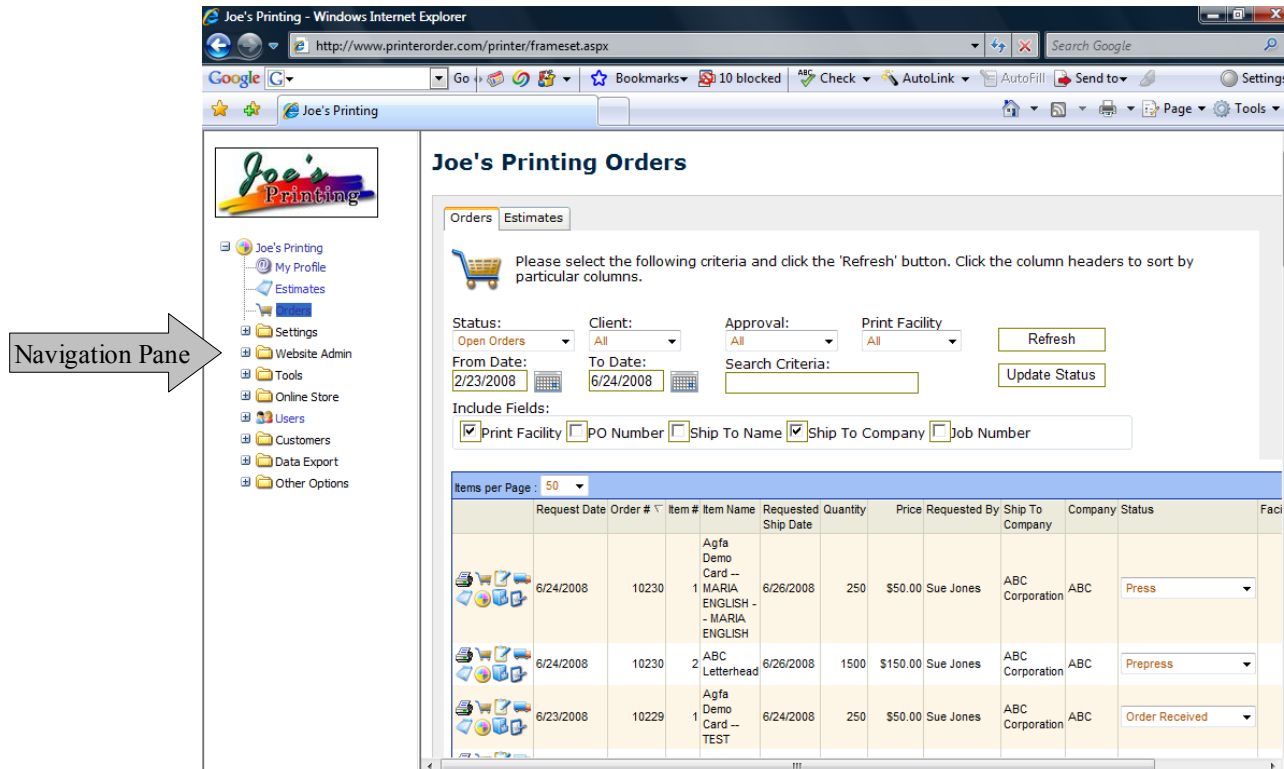 Joe's Printing - Windows Internet Explorer
http://www.printerorder.com/printer/frameset.aspx
Search Google
Google G
Go
Bookmarks
10 blocked
ABC Check
AutoLink
AutoFill
Send to
Settings
Joe's Printing
Page
Tools
Joe's Printing
Joe's Printing
My Profile
Estimates
Orders
Settings
Website Admin
Tools
Online Store
Users
Customers
Data Export
Other Options
Navigation Pane
Joe's Printing Orders
Orders Estimates
Please select the following criteria and click the 'Refresh' button. Click the column headers to sort by
particular columns.
Status: Client: Approval: Print Facility
Open Orders All All All
Refresh
From Date: To Date: Search Criteria:
2/23/2008 6/24/2008
Update Status
Include Fields:
Print Facility PO Number Ship To Name Ship To Company Job Number
Items per Page : 50
Request Date Order # Item # Item Name Requested Ship Date Quantity Price Requested By Ship To Company Company Status Faci
6/24/2008 10230 1 Agfa Demo Card -- MARIA ENGLISH -- MARIA ENGLISH 6/26/2008 250 $50.00 Sue Jones ABC Corporation ABC Press
6/24/2008 10230 2 ABC Letterhead 6/26/2008 1500 $150.00 Sue Jones ABC Corporation ABC Prepress
6/23/2008 10229 1 Agfa Demo Card -- TEST 6/24/2008 250 $50.00 Sue Jones ABC Corporation ABC Order Received